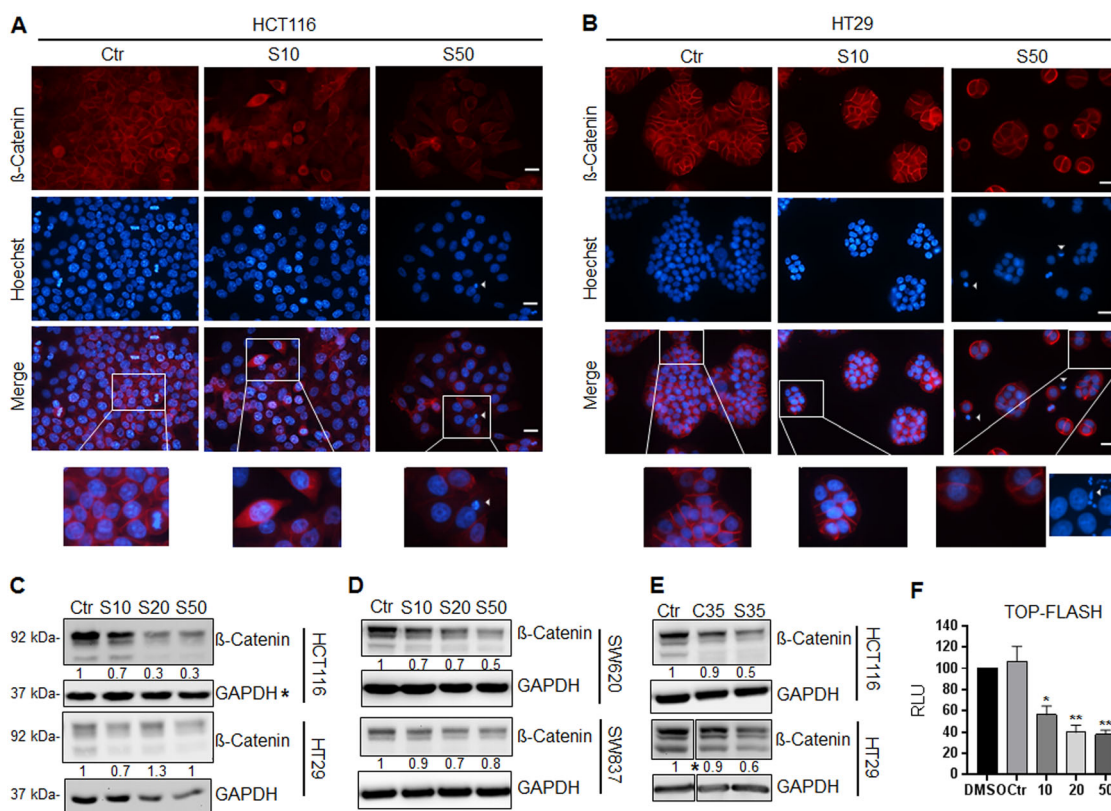 A
HCT116
Ctr S10 S50
ß-Catenin
Hoechst
Merge
B
HT29
Ctr S10 S50
ß-Catenin
Hoechst
Merge
C
Ctr S10 S20 S50
92 kDa-
ß-Catenin
1 0.7 0.3 0.3
37 kDa-
GAPDH *
HCT116
92 kDa-
ß-Catenin
1 0.7 1.3 1
37 kDa-
GAPDH
HT29
D
Ctr S10 S20 S50
ß-Catenin
1 0.7 0.7 0.5
GAPDH
SW620
ß-Catenin
1 0.9 0.7 0.8
GAPDH
SW837
E
Ctr C35 S35
ß-Catenin
1 0.9 0.5
GAPDH
HCT116
ß-Catenin
1 * 0.9 0.6
GAPDH
HT29
F
TOP-FLASH
RLU
140
120
100
80
60
40
20
0
* ** **
DMSO Ctr 10 20 50